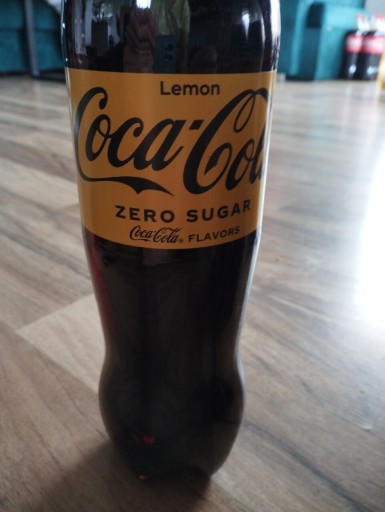 Lemon
Coca-Cola
ZERO SUGAR
Coca-Cola® FLAVORS